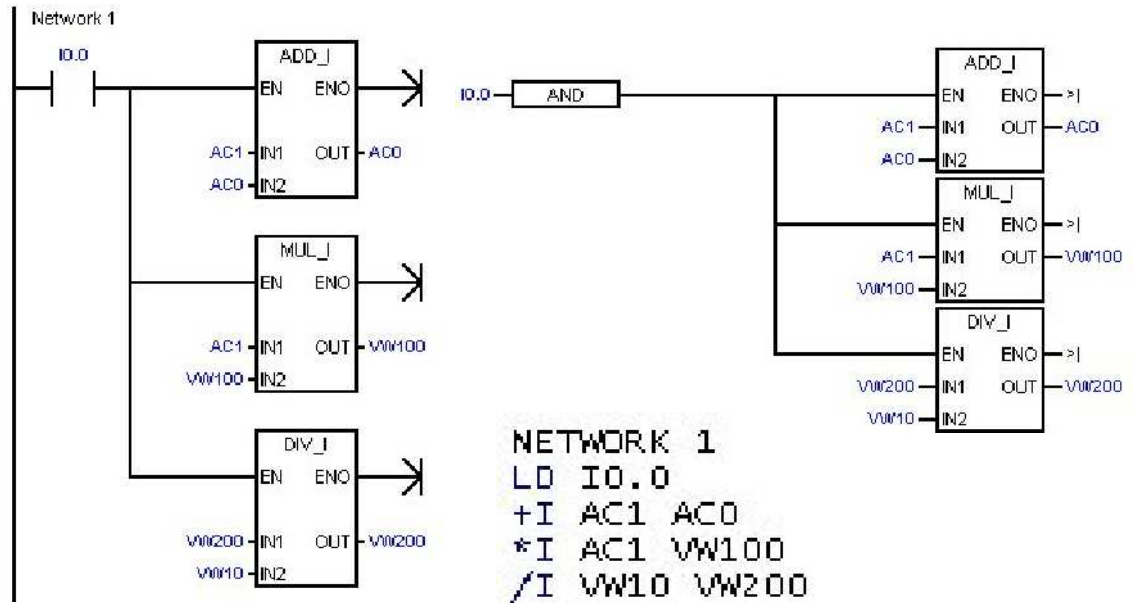 Network 1
I0.0
ADD_I
EN ENO
AC1 IN1 OUT AC0
AC0 IN2
MUL_I
EN ENO
AC1 IN1 OUT VW100
VW100 IN2
DIV_I
EN ENO
VW200 IN1 OUT VW200
VW10 IN2
I0.0 AND
ADD_I
EN ENO >|
AC1 IN1 OUT AC0
AC0 IN2
MUL_I
EN ENO >|
AC1 IN1 OUT VW100
VW100 IN2
DIV_I
EN ENO >|
VW200 IN1 OUT VW200
VW10 IN2
NETWORK 1
LD I0.0
+I AC1 AC0
*I AC1 VW100
/I VW10 VW200